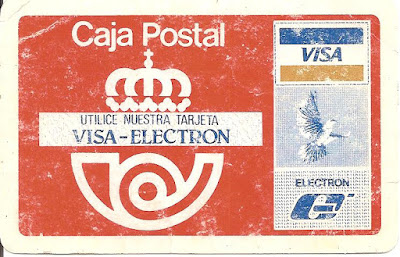 Caja Postal
UTILICE NUESTRA TARJETA
VISA-ELECTRON
VISA
ELECTRON